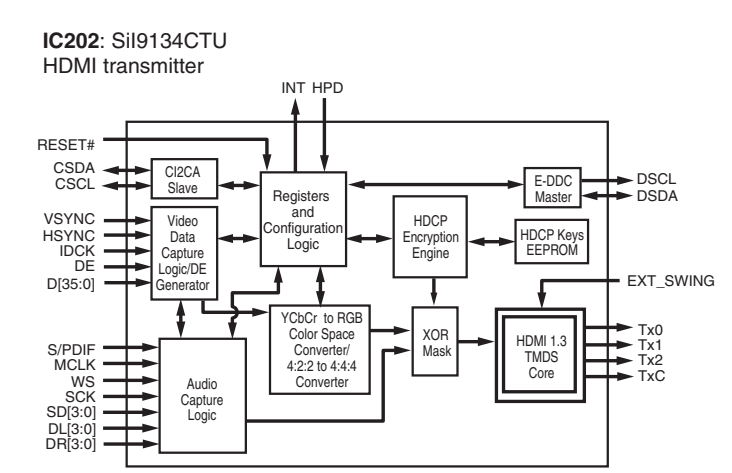 IC202: SiI9134CTU
HDMI transmitter
INT HPD
RESET#
CSDA
CSCL
CI2CA
Slave
Registers
and
Configuration
Logic
E-DDC
Master
DSCL
DSDA
VSYNC
HSYNC
IDCK
DE
D[35:0]
Video
Data
Capture
Logic/DE
Generator
HDCP
Encryption
Engine
HDCP Keys
EEPROM
EXT_SWING
S/PDIF
MCLK
WS
SCK
SD[3:0]
DL[3:0]
DR[3:0]
Audio
Capture
Logic
YCbCr to RGB
Color Space
Converter/
4:2:2 to 4:4:4
Converter
XOR
Mask
HDMI 1.3
TMDS
Core
Tx0
Tx1
Tx2
TxC